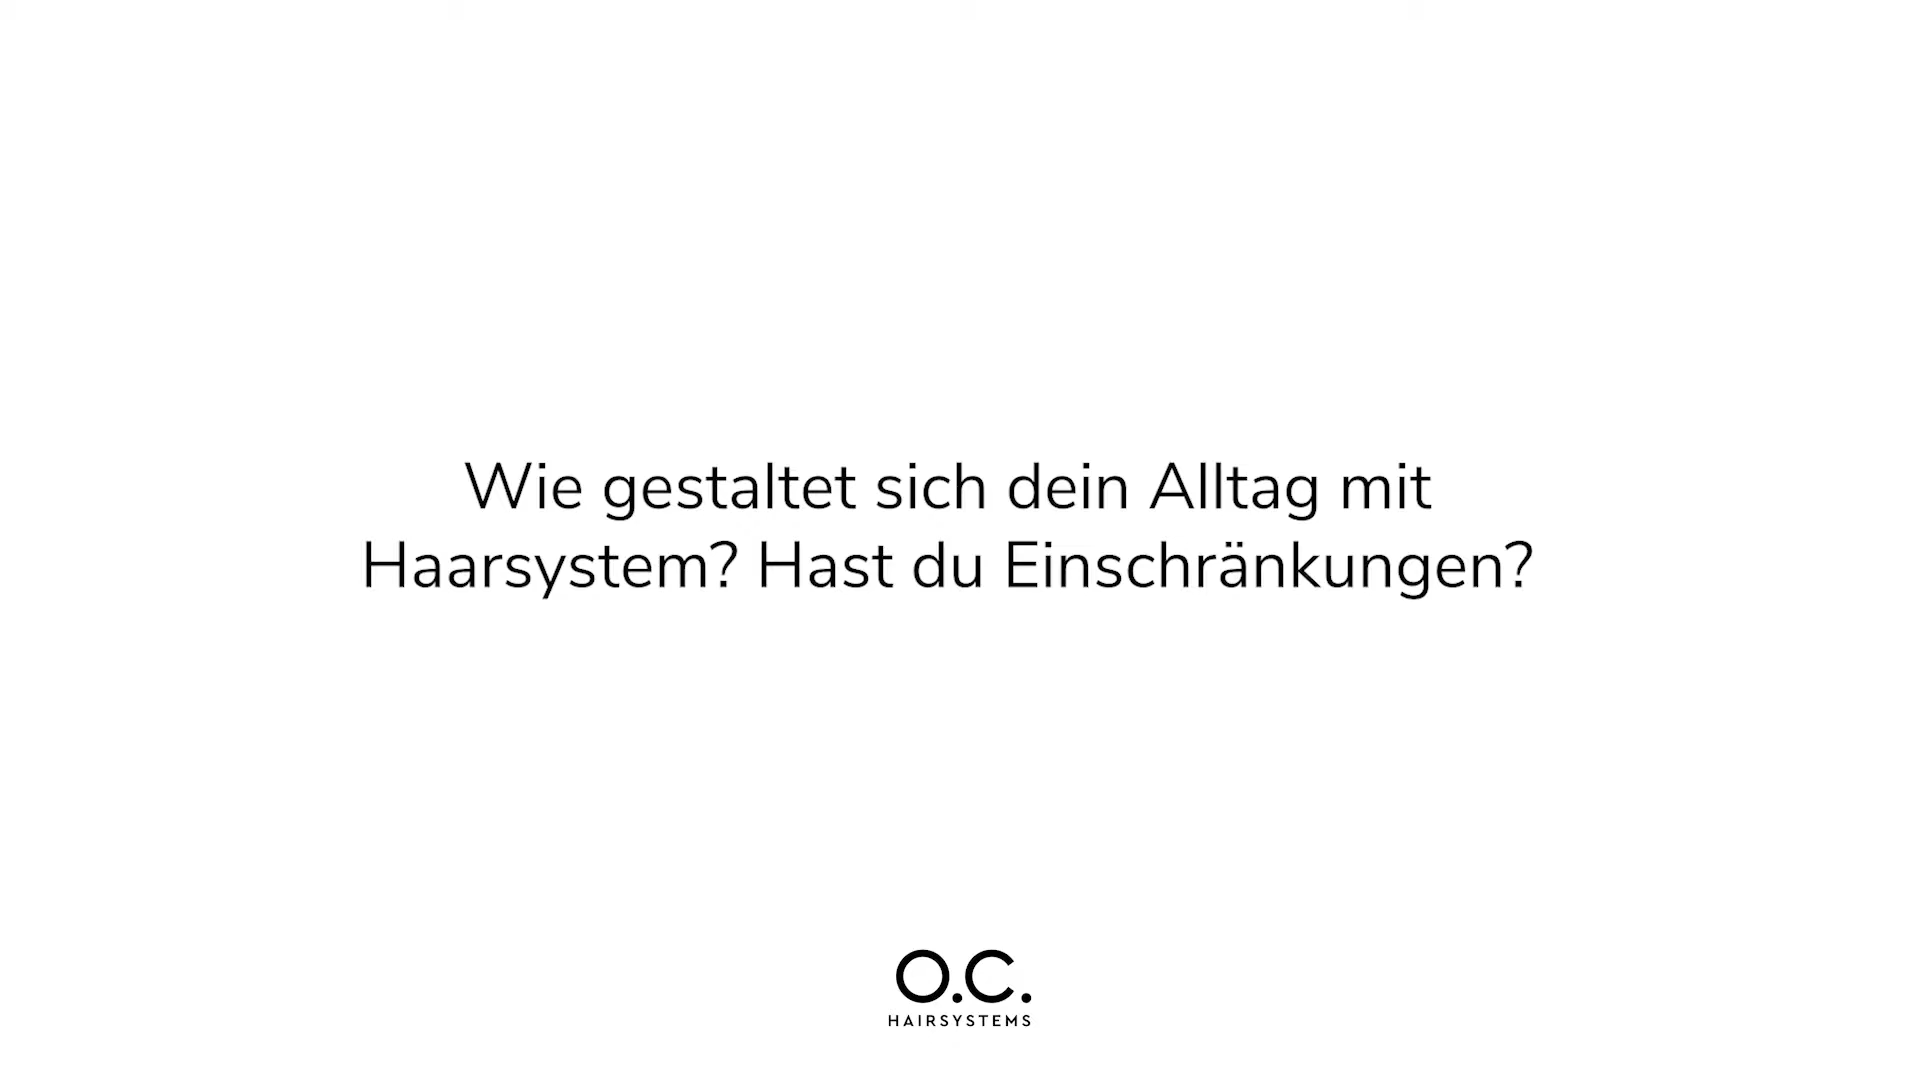 Wie gestaltet sich dein Alltag mit
Haarsystem? Hast du Einschränkungen?
O.C.
HAIRSYSTEMS